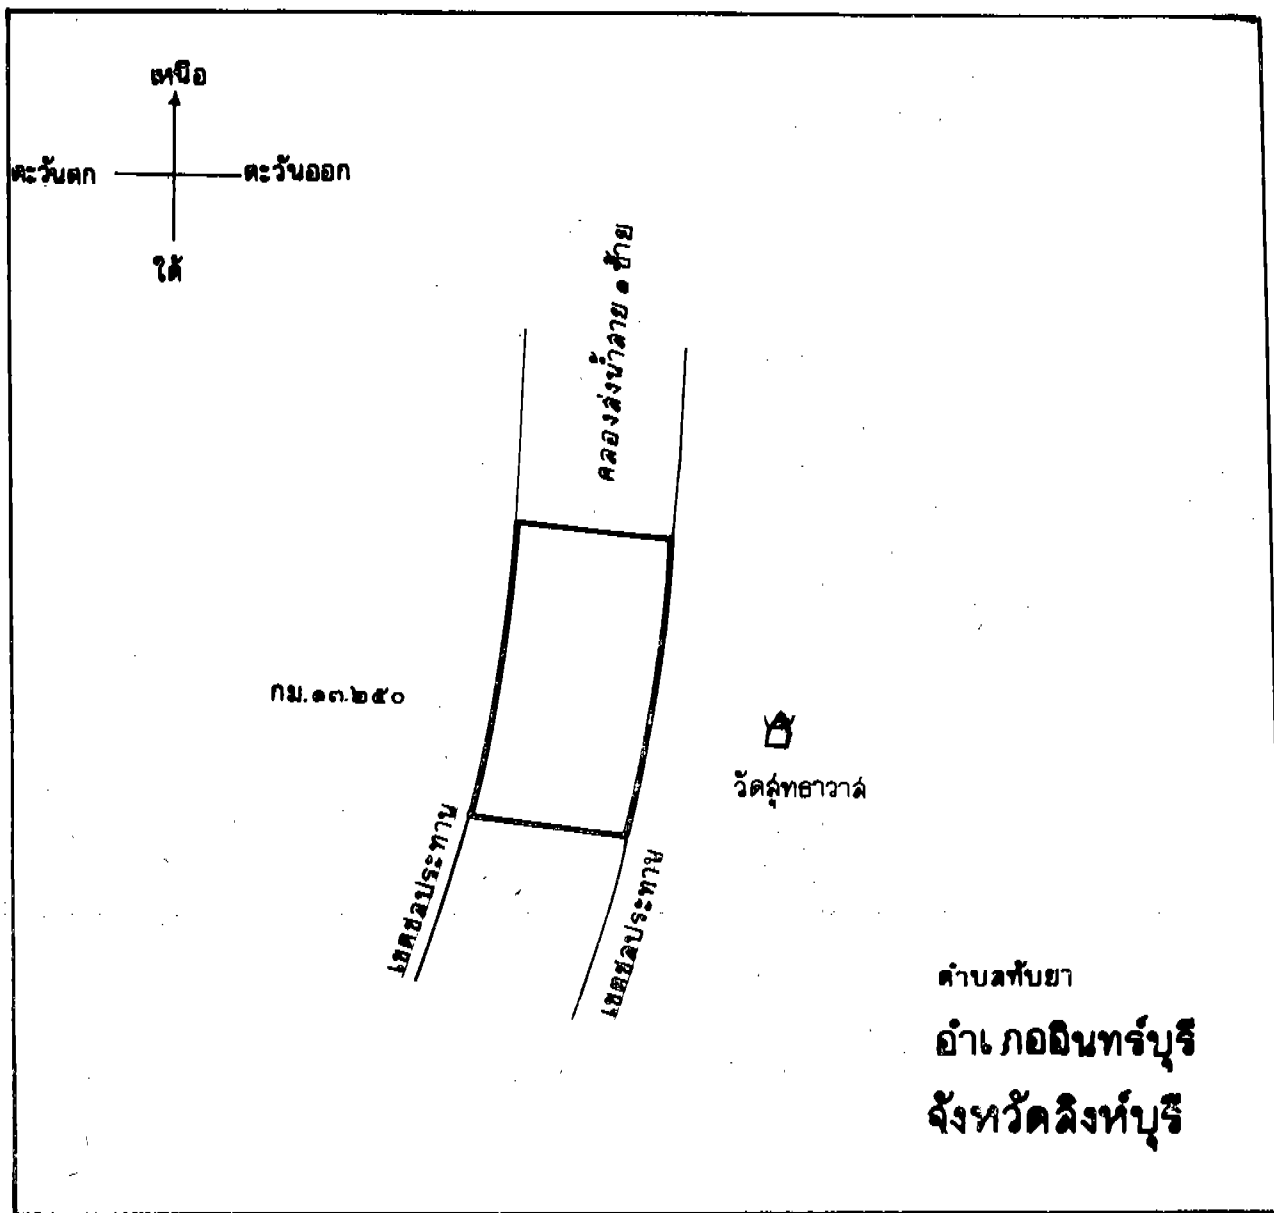 เหนือ
ตะวันตก
ตะวันออก
ใต้
คลองส่งน้ำสาย ๑ ซ้าย
กม.๑๓.๒๕๐
วัดสุทธาวาส
เขตชลประทาน
เขตชลประทาน
ตำบลทับยา
อำเภออินทร์บุรี
จังหวัดสิงห์บุรี